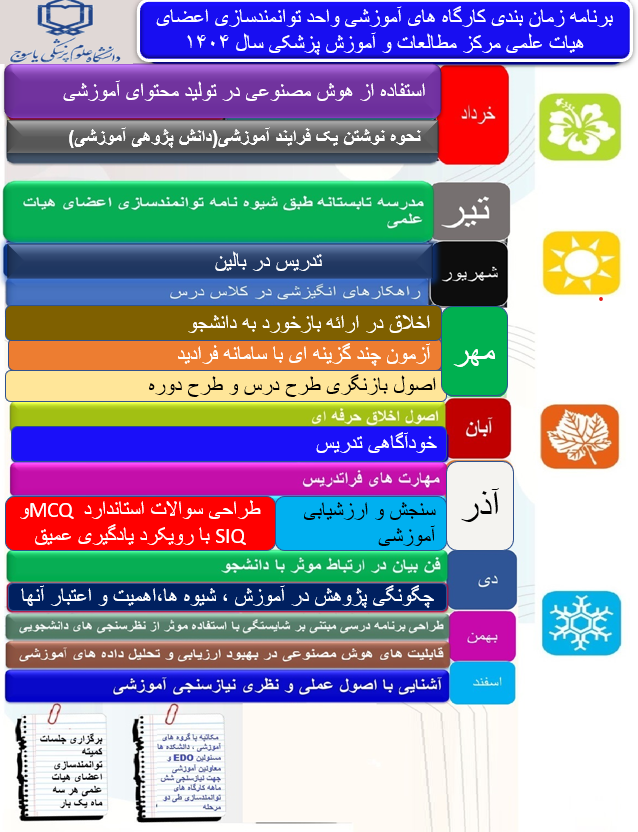 برنامه زمان بندی کارگاه های آموزشی واحد توانمندسازی اعضای
هیات علمی مرکز مطالعات و آموزش پزشکی سال ۱۴۰۴
دانشگاه علوم پزشکی یاسوج
خرداد
استفاده از هوش مصنوعی در تولید محتوای آموزشی
نحوه نوشتن یک فرایند آموزشی(دانش پژوهی آموزشی)
تیر
مدرسه تابستانه طبق شیوه نامه توانمندسازی اعضای هیات
علمی
شهریور
تدریس در بالین
راهکارهای انگیزشی در کلاس درس
مهر
اخلاق در ارائه بازخورد به دانشجو
آزمون چند گزینه ای با سامانه فرادید
اصول بازنگری طرح درس و طرح دوره
آبان
اصول اخلاق حرفه ای
خودآگاهی تدریس
آذر
مهارت های فراتدریس
سنجش و ارزشیابی
آموزشی
طراحی سوالات استاندارد MCQو
SIQ با رویکرد یادگیری عمیق
دی
فن بیان در ارتباط موثر با دانشجو
چگونگی پژوهش در آموزش ، شیوه ها،اهمیت و اعتبار آنها
بهمن
طراحی برنامه درسی مبتنی بر شایستگی با استفاده موثر از نظرسنجی های دانشجویی
قابلیت های هوش مصنوعی در بهبود ارزیابی و تحلیل داده های آموزشی
اسفند
آشنایی با اصول عملی و نظری نیازسنجی آموزشی
مکاتبه با گروه های
آموزشی ، دانشکده ها
مسئولین EDO و
معاونین آموزشی
جهت نیازسنجی شش
ماهه کارگاه های
توانمندسازی طی دو
مرحله
برگزاری جلسات
کمیته
توانمندسازی
اعضای هیات
علمی هر سه
ماه یک بار